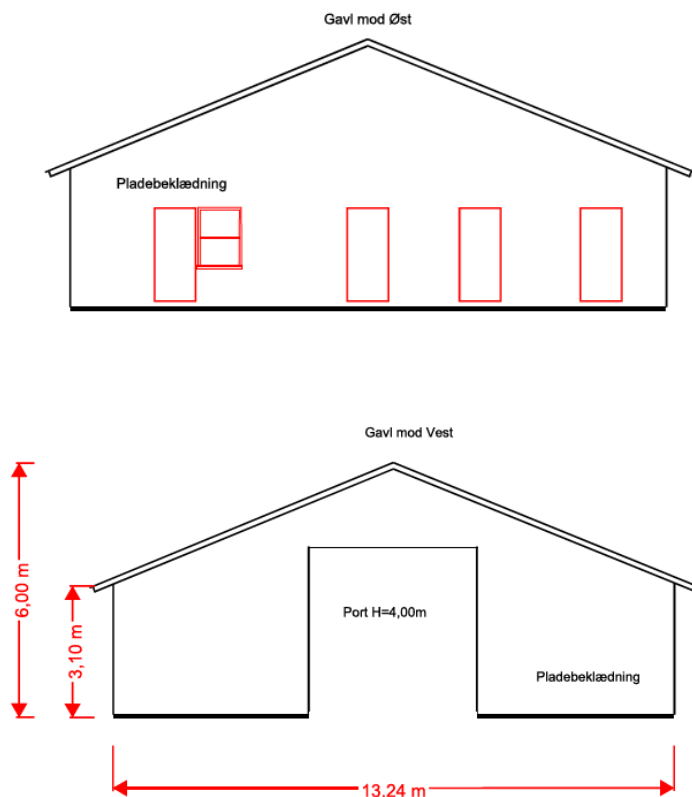 Gavl mod Øst
Pladebeklædning
Gavl mod Vest
6,00 m
3,10 m
Port H=4,00m
Pladebeklædning
13.24 m